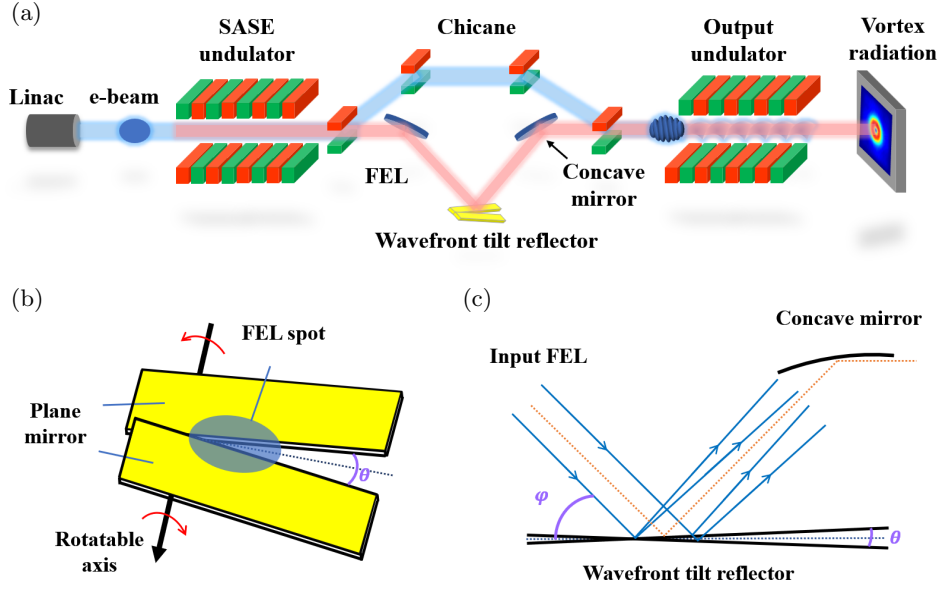 (a)
SASE
undulator
Chicane
Output
undulator
Vortex
radiation
Linac
e-beam
FEL
Concave
mirror
Wavefront tilt reflector
(b)
FEL spot
Plane
mirror
θ
Rotatable
axis
(c)
Concave mirror
Input FEL
φ
θ
Wavefront tilt reflector